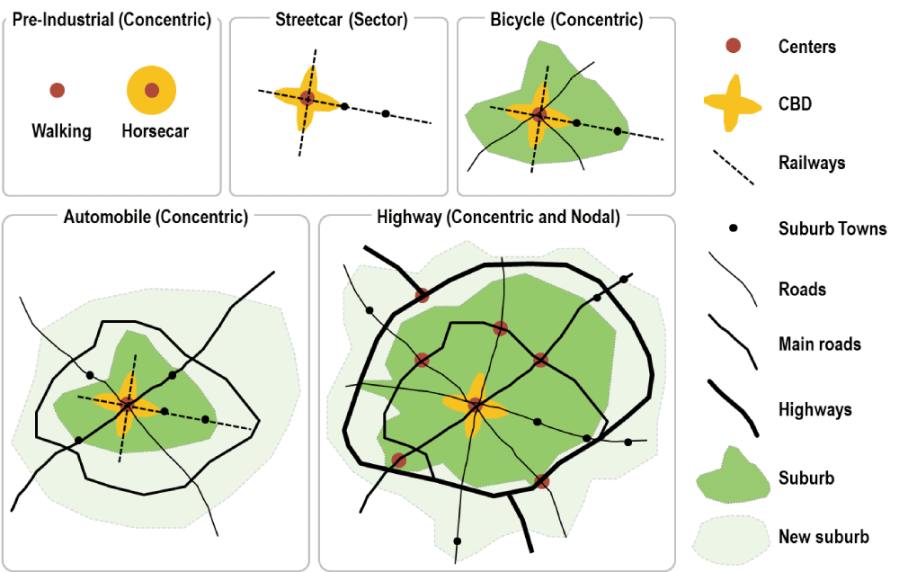 Pre-Industrial (Concentric)
Walking
Horsecar
Streetcar (Sector)
Bicycle (Concentric)
Automobile (Concentric)
Highway (Concentric and Nodal)
Centers
CBD
Railways
Suburb Towns
Roads
Main roads
Highways
Suburb
New suburb